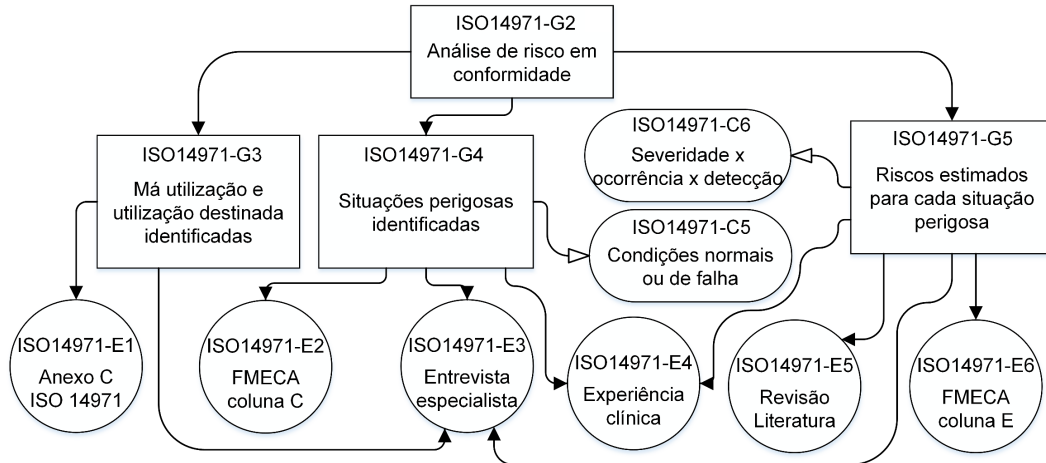 ISO14971-G2
Análise de risco em
conformidade
ISO14971-G3
Má utilização e
utilização destinada
identificadas
ISO14971-G4
Situações perigosas
identificadas
ISO14971-C6
Severidade x
ocorrência x detecção
ISO14971-C5
Condições normais
ou de falha
ISO14971-G5
Riscos estimados
para cada situação
perigosa
ISO14971-E1
Anexo C
ISO 14971
ISO14971-E2
FMECA
coluna C
ISO14971-E3
Entrevista
especialista
ISO14971-E4
Experiência
clínica
ISO14971-E5
Revisão
Literatura
ISO14971-E6
FMECA
coluna E